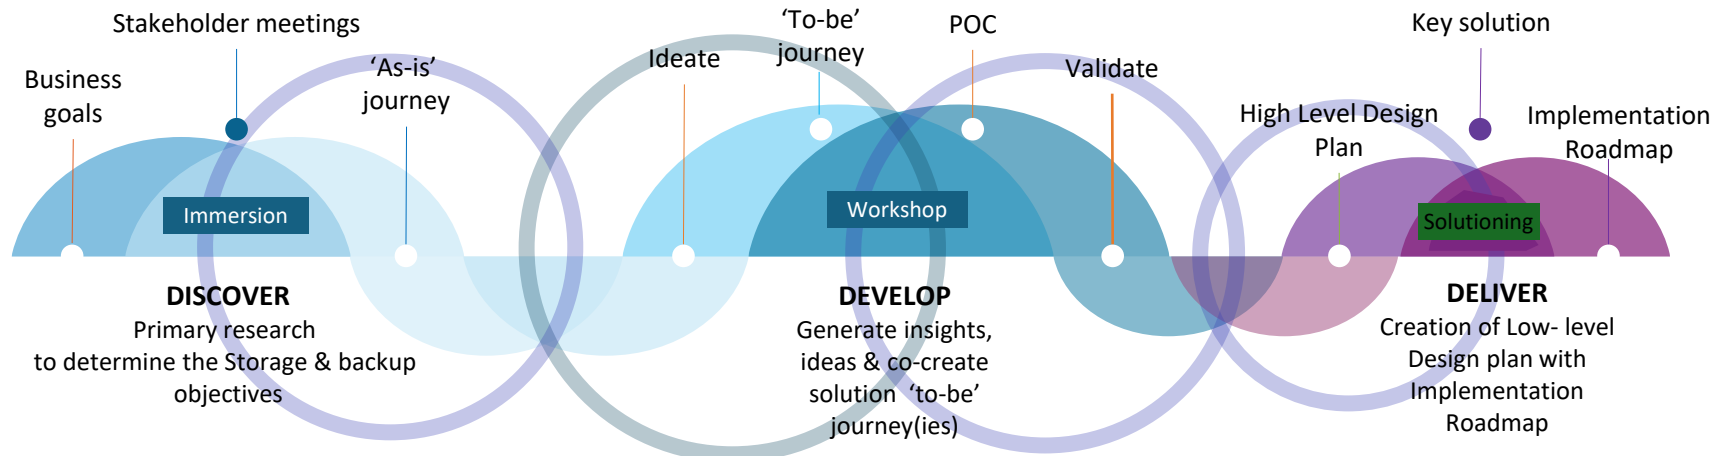 Stakeholder meetings
Business
goals
‘As-is’
journey
Immersion
DISCOVER
Primary research
to determine the Storage & backup
objectives
Ideate
‘To-be’
journey
POC
Validate
Workshop
DEVELOP
Generate insights,
ideas & co-create
solution ‘to-be’
journey(ies)
Key solution
High Level Design
Plan
Implementation
Roadmap
Solutioning
DELIVER
Creation of Low- level
Design plan with
Implementation
Roadmap